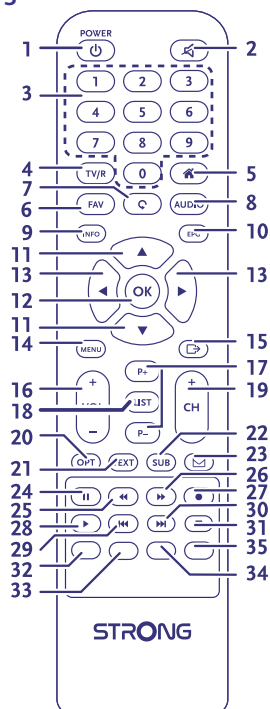 POWER
1 2
1 2 3
3
4 5 6
7 8 9
4 TV/R 0 5
7
6 FAV AUDIO 8
9 INFO EPG 10
11
13 13
12 OK
11
14 MENU 15
P+ 17
16 + + 19
VOL CH
18 LIST
– P– –
20 22
OPT TEXT SUB 23
21 26
24 27
25 30
28 31
29 35
32 34
33
STRONG